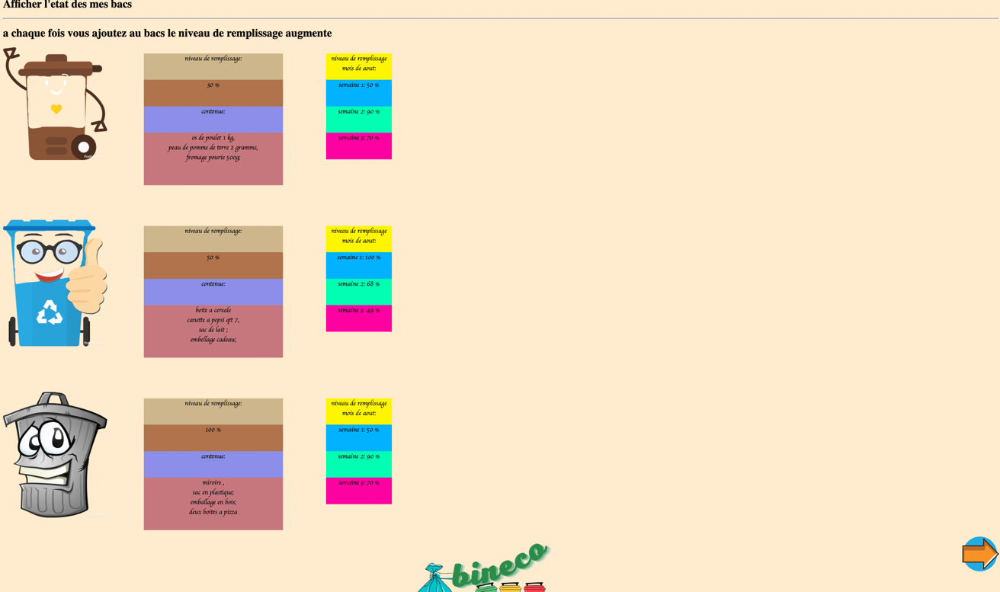 Afficher l'etat des mes bacs
a chaque fois vous ajoutez au bacs le niveau de remplissage augmente
niveau de remplissage:
30 %
contenue:
os de poulet 1 kg,
peau de pomme de terre 2 gramme,
fromage pourie 500g;
niveau de remplissage
mois de aout:
semaine 1: 50 %
semaine 2: 90 %
semaine 3: 70 %
niveau de remplissage:
50 %
contenue:
boite a cereale
canette a pepsi qtt 7,
sac de lait ;
embellage cadeau;
niveau de remplissage
mois de aout:
semaine 1: 100 %
semaine 2: 68 %
semaine 3: 49 %
niveau de remplissage:
100 %
contenue:
miroire ,
sac en plastique;
emballage en bois;
deux boites a pizza
niveau de remplissage
mois de aout:
semaine 1: 50 %
semaine 2: 90 %
semaine 3: 70 %
bineco